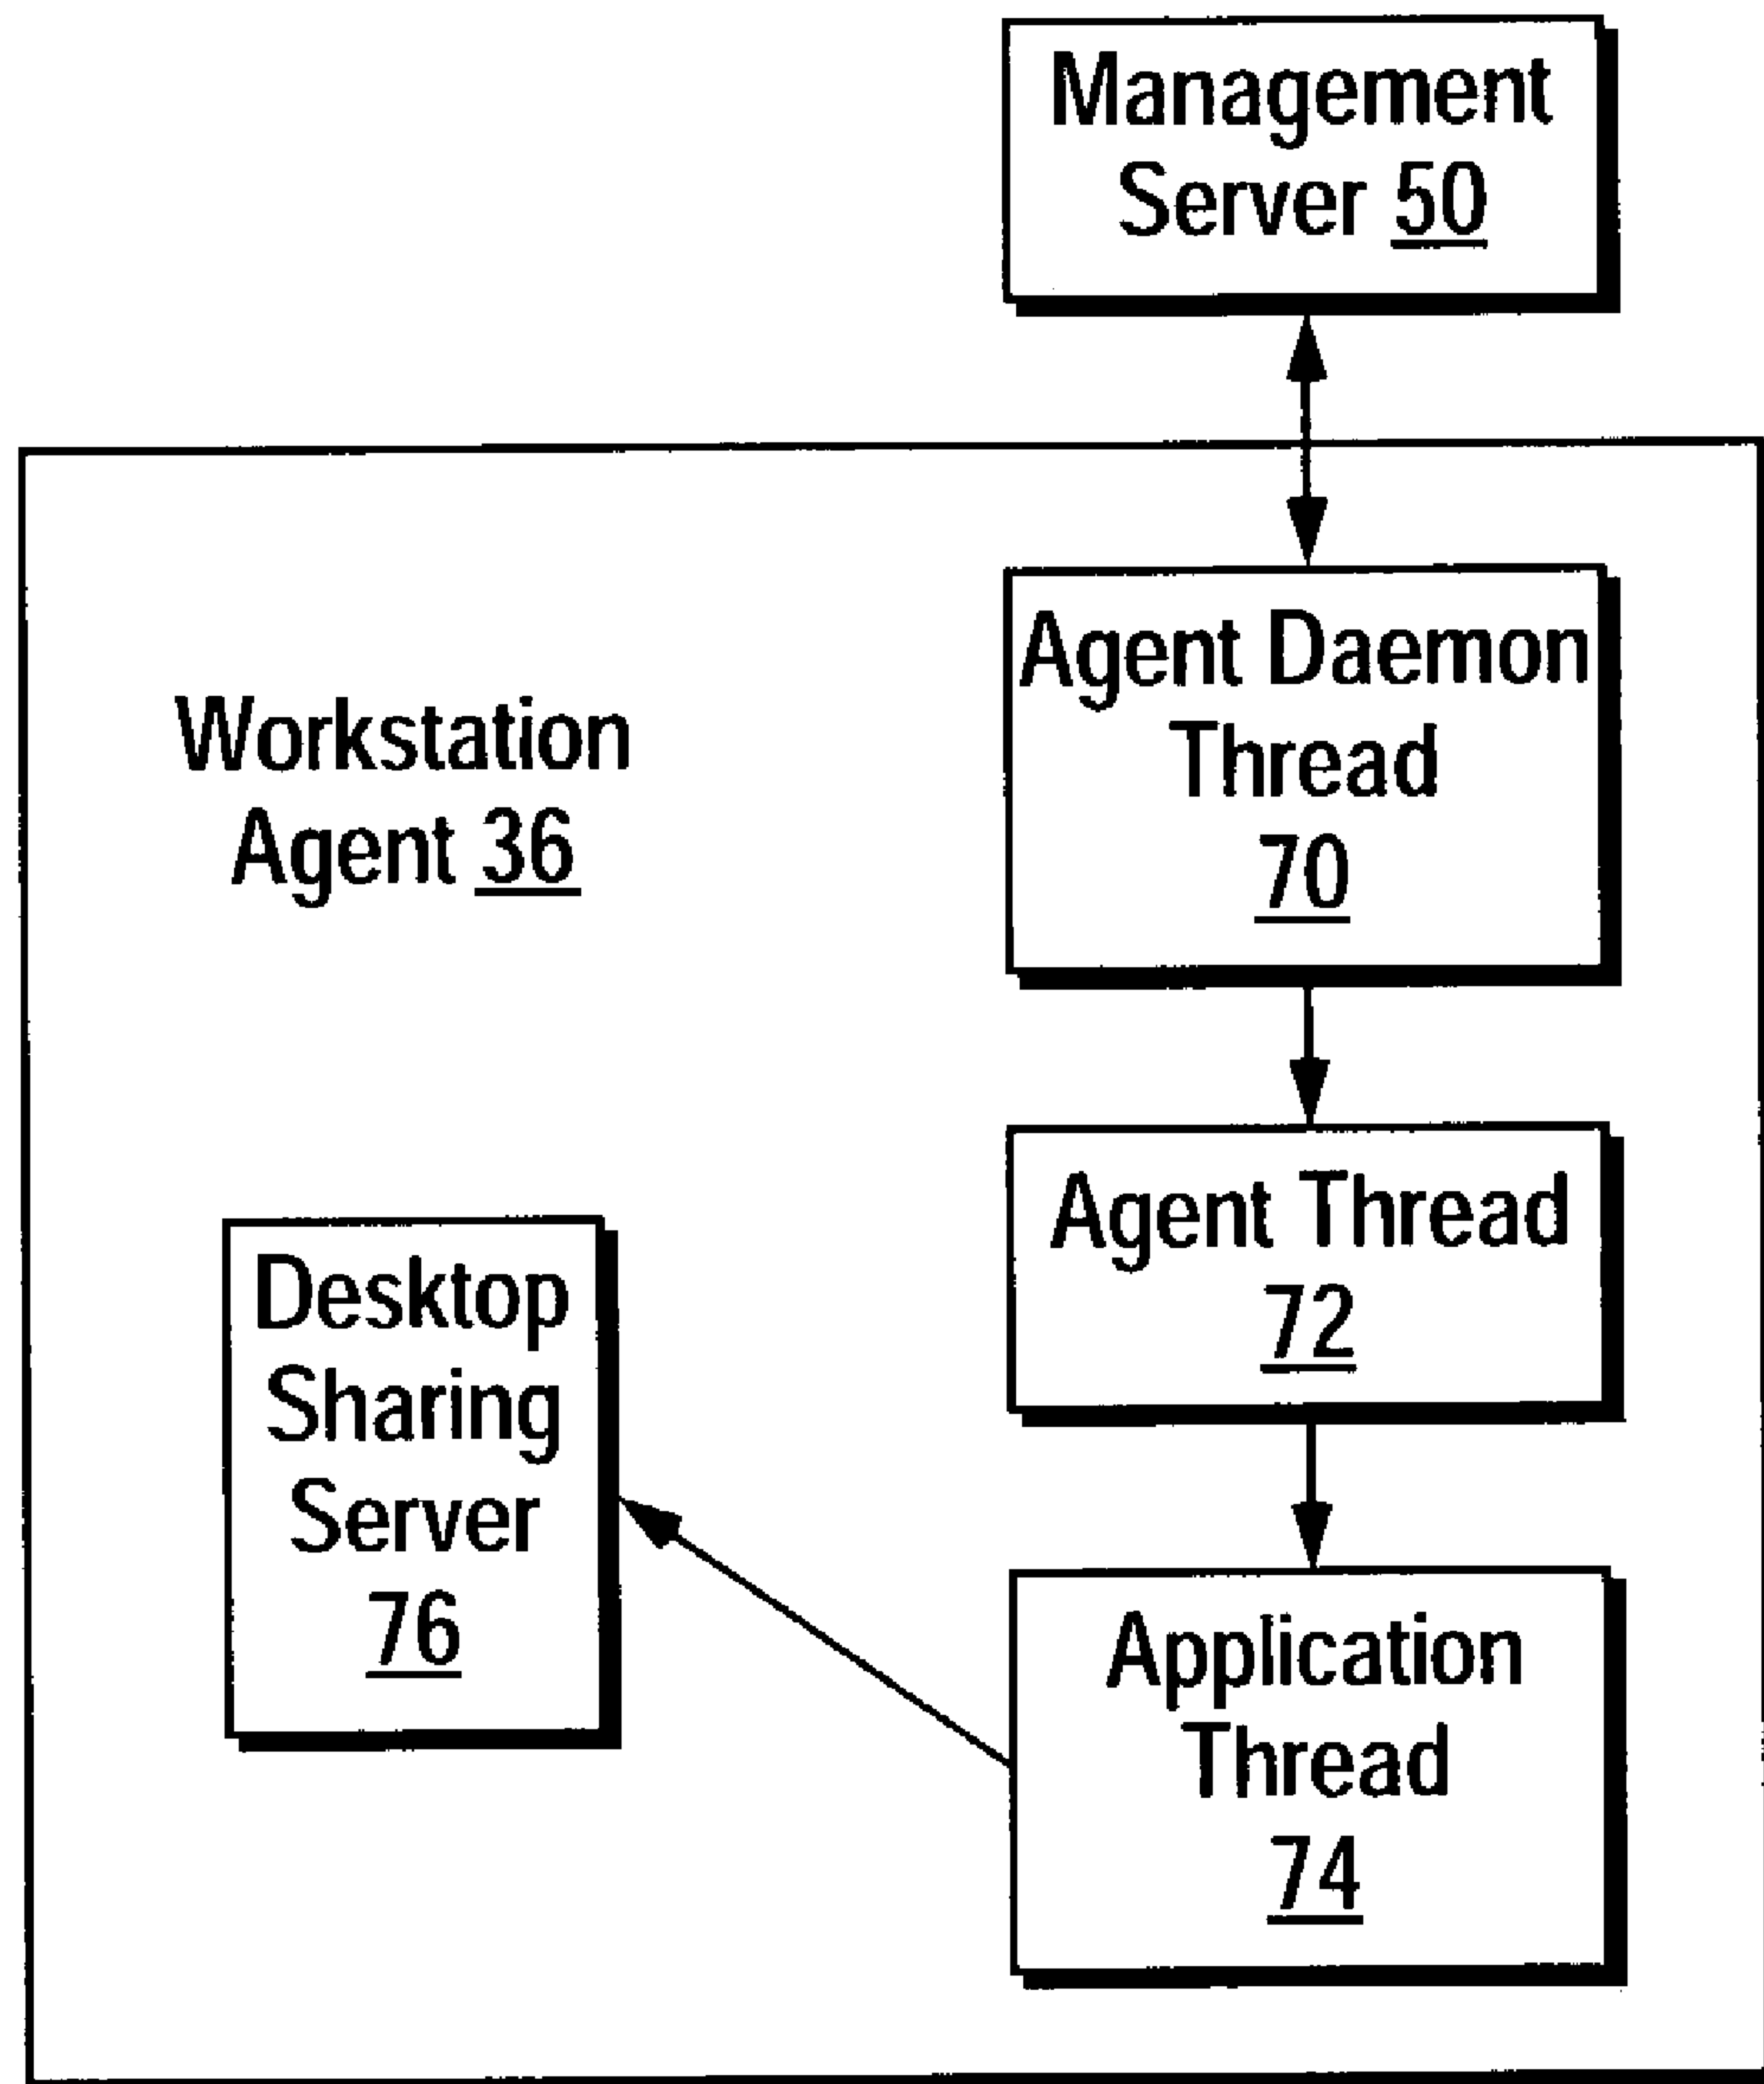 Management
Server 50
Agent Daemon
Thread
70
Workstation
Agent 36
Agent Thread
72
Desktop
Sharing
Server
76
Application
Thread
74